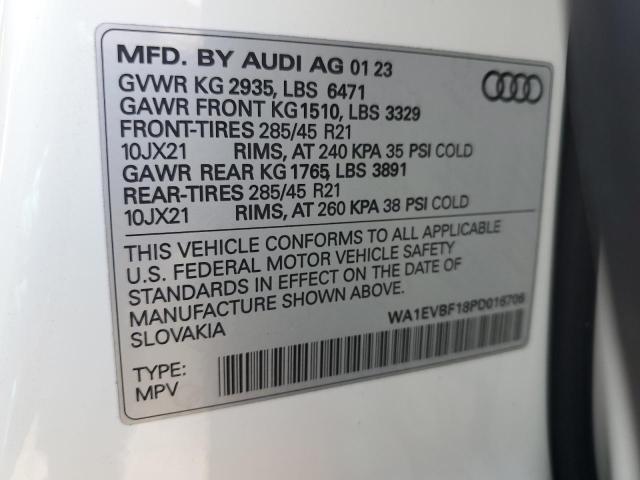 MFD. BY AUDI AG 01 23
GVWR KG 2935, LBS 6471
GAWR FRONT KG1510, LBS 3329
FRONT-TIRES 285/45 R21
10JX21 RIMS, AT 240 KPA 35 PSI COLD
GAWR REAR KG 1765, LBS 3891
REAR-TIRES 285/45 R21
10JX21 RIMS, AT 260 KPA 38 PSI COLD
THIS VEHICLE CONFORMS TO ALL APPLICABLE
U.S. FEDERAL MOTOR VEHICLE SAFETY
STANDARDS IN EFFECT ON THE DATE OF
MANUFACTURE SHOWN ABOVE.
SLOVAKIA
WA1EVBF18PD016706
TYPE:
MPV